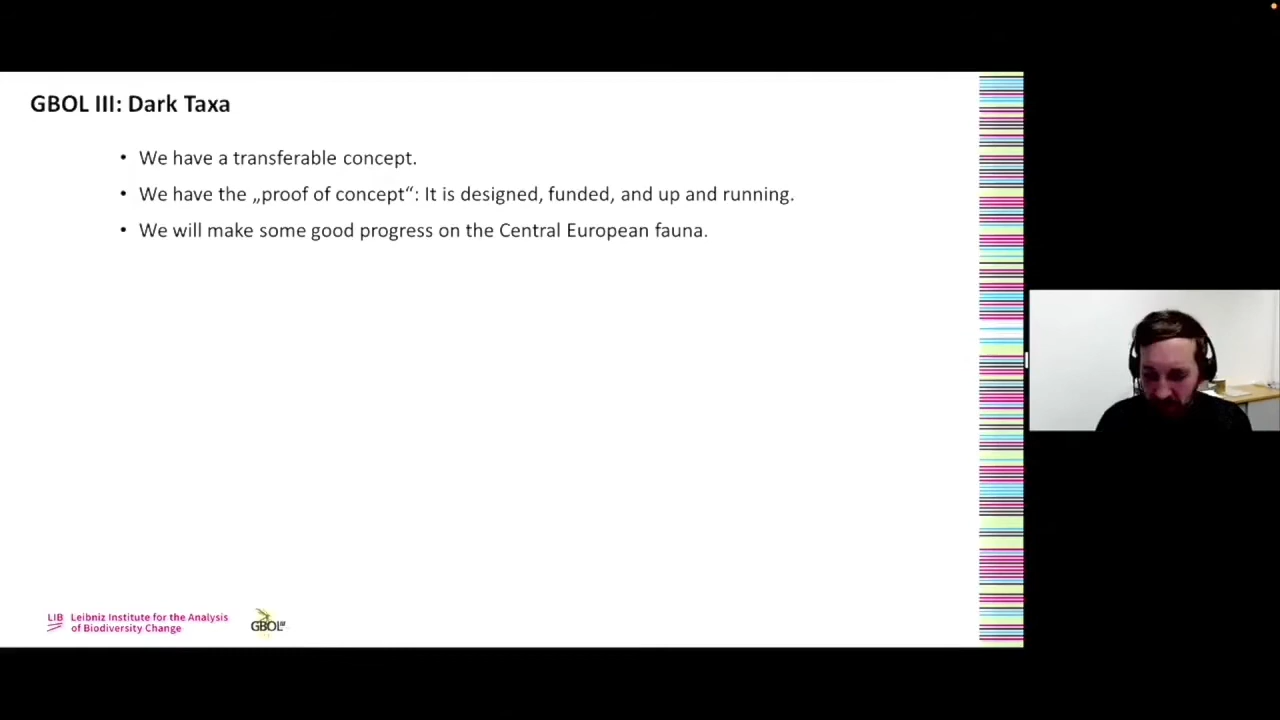 GBOL III: Dark Taxa
• We have a transferable concept.
• We have the „proof of concept“: It is designed, funded, and up and running.
• We will make some good progress on the Central European fauna.
LIB Leibniz Institute for the Analysis
of Biodiversity Change
GBOL III